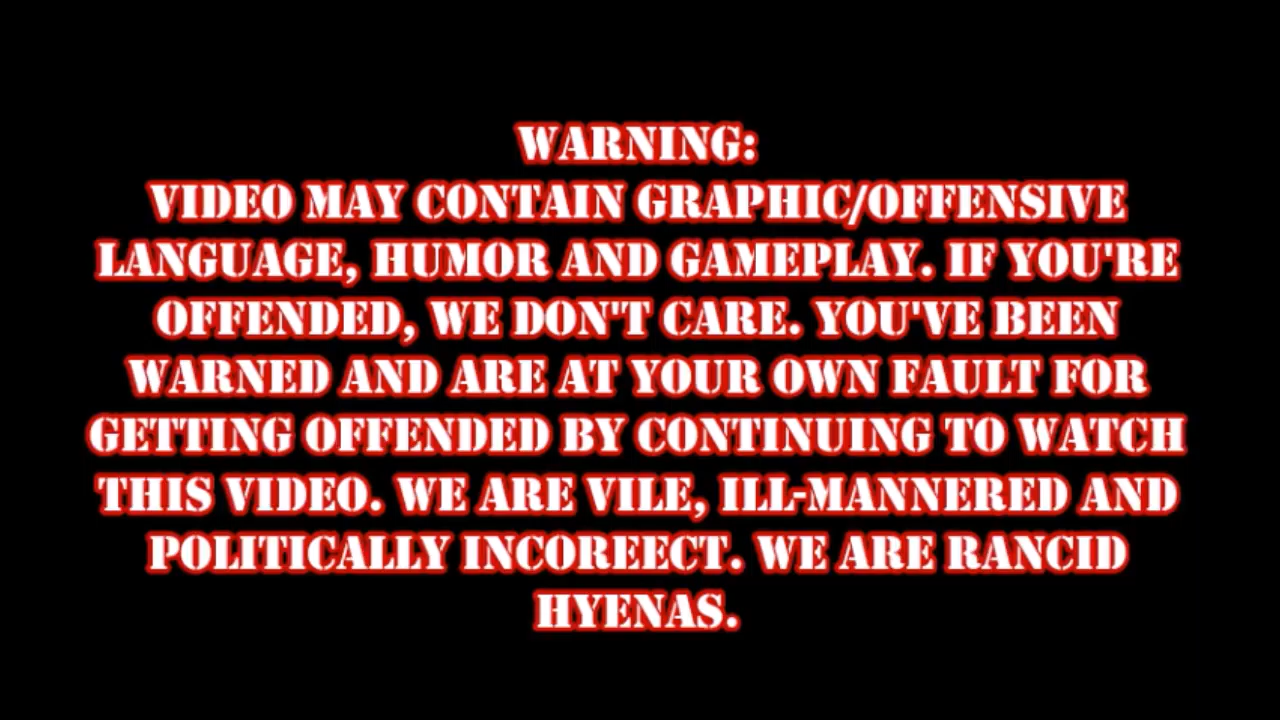 WARNING:
VIDEO MAY CONTAIN GRAPHIC/OFFENSIVE
LANGUAGE, HUMOR AND GAMEPLAY. IF YOU'RE
OFFENDED, WE DON'T CARE. YOU'VE BEEN
WARNED AND ARE AT YOUR OWN FAULT FOR
GETTING OFFENDED BY CONTINUING TO WATCH
THIS VIDEO. WE ARE VILE, ILL-MANNERED AND
POLITICALLY INCOREECT. WE ARE RANCID
HYENAS.